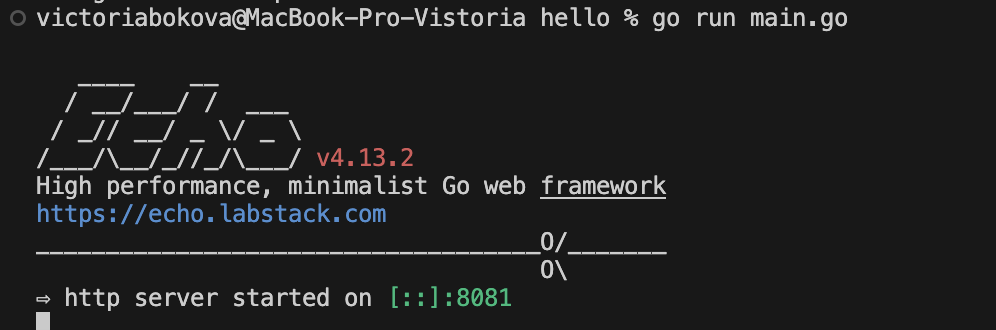 victoriabokova@MacBook-Pro-Vistoria hello % go run main.go
   ____    __
  / __/___/ /  ___
 / _// __/ _ \/ _ \
/___/\__/_//_/\___/ v4.13.2
High performance, minimalist Go web framework
https://echo.labstack.com
____________________________________O/_______
                                    O\
⇨ http server started on [::]:8081